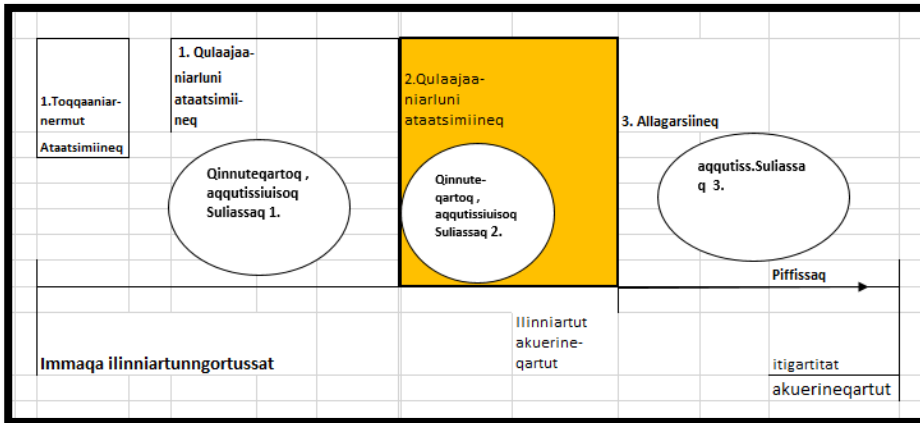 1.Toqqaaniar-
nermut
Ataatsimiineq
1. Qulaajaa-
niarluni
ataatsimii-
neq
Qinnuteqartoq ,
aqqutissiuisoq
Suliassaq 1.
2.Qulaajaa-
niarluni
ataatsimiineq
Qinnute-
qartoq ,
aqqutissiuisoq
Suliassaq 2.
3. Allagarsiineq
aqqutiss.Suliassa
q 3.
Piffissaq
Immaqa ilinniartunngortussat
Ilinniartut
akuerine-
qartut
itigartitat
akuerineqartut